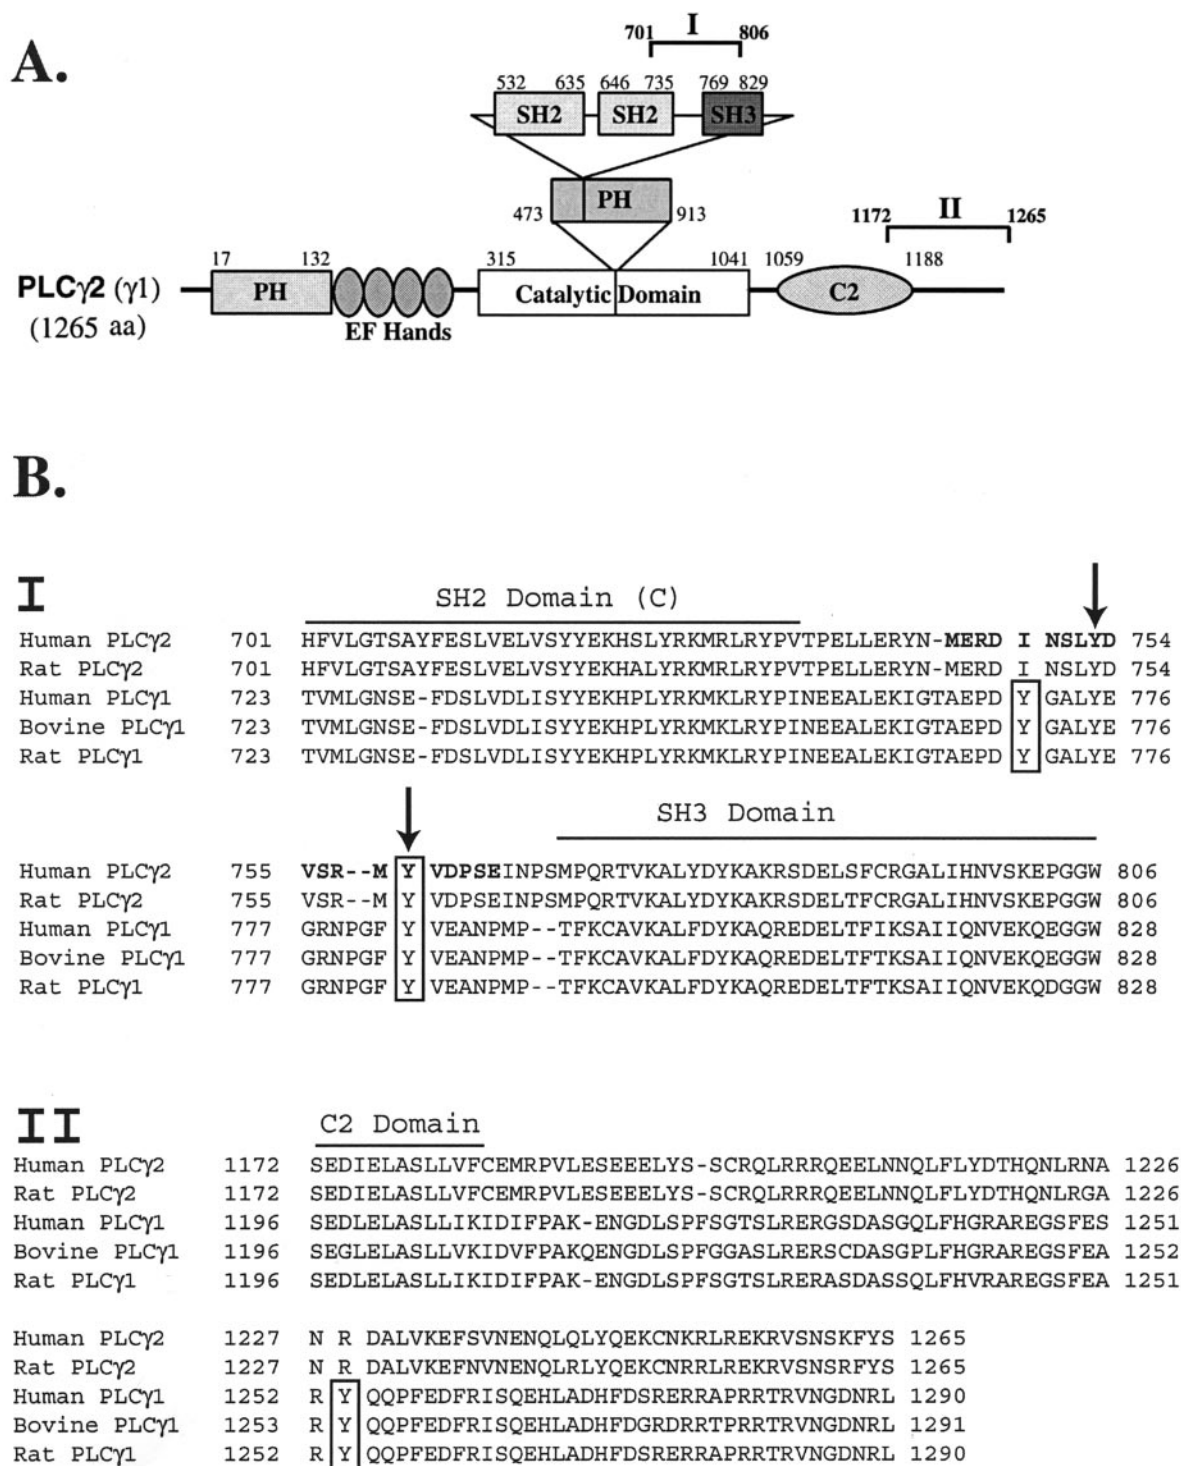 A.
701 I 806
532 635 646 735 769 829
SH2 SH2 SH3
473 PH 913
1172 II 1265
17 132 315 1041 1059 1188
PLCγ2 (γ1) PH Catalytic Domain C2
(1265 aa) EF Hands
B.
I
SH2 Domain (C)
Human PLCγ2 701 HFVLGTSAYFESLVELVSYYEKHSLYRKMRLRYPVTPELLERYN-MERD I NSLYD 754
Rat PLCγ2 701 HFVLGTSAYFESLVELVSYYEKHALYRKMRLRYPVTPELLERYN-MERD I NSLYD 754
Human PLCγ1 723 TVMLGNSE-FDSLVDLISYYEKHPLYRKMKLRYPINEEALEKIGTAEPD Y GALYE 776
Bovine PLCγ1 723 TVMLGNSE-FDSLVDLISYYEKHPLYRKMKLRYPINEEALEKIGTAEPD Y GALYE 776
Rat PLCγ1 723 TVMLGNSE-FDSLVDLISYYEKHPLYRKMKLRYPINEEALEKIGTAEPD Y GALYE 776
SH3 Domain
Human PLCγ2 755 VSR--M Y VDPSEINPSMPQRTVKALYDYKAKRSDELSFCRGALIHNVSKEPGGW 806
Rat PLCγ2 755 VSR--M Y VDPSEINPSMPQRTVKALYDYKAKRSDELTFCRGALIHNVSKEPGGW 806
Human PLCγ1 777 GRNPGF Y VEANPMP--TFKCAVKALFDYKAQREDELTFIKSAIIQNVEKQEGGW 828
Bovine PLCγ1 777 GRNPGF Y VEANPMP--TFKCAVKALFDYKAQREDELTFTKSAIIQNVEKQEGGW 828
Rat PLCγ1 777 GRNPGF Y VEANPMP--TFKCAVKALFDYKAQREDELTFTKSAIIQNVEKQDGGW 828
II
C2 Domain
Human PLCγ2 1172 SEDIELASLLVFCEMRPVLESEEELYS-SCRQLRRRQEELNNQLFLYDTHQNLRNA 1226
Rat PLCγ2 1172 SEDIELASLLVFCEMRPVLESEEELYS-SCRQLRRRQEELNNQLFLYDTHQNLRGA 1226
Human PLCγ1 1196 SEDLELASLLIKIDIFPAK-ENGDLSPFSGTSLRERGSDASGQLFHGRAREGSFES 1251
Bovine PLCγ1 1196 SEGLELASLLVKIDVFPAKQENGDLSPFGGASLRERSCDASGPLFHGRAREGSFEA 1252
Rat PLCγ1 1196 SEDLELASLLIKIDIFPAK-ENGDLSPFSGTSLRERASDASSQLFHVRAREGSFEA 1251
Human PLCγ2 1227 N R DALVKEFSVNENQLQLYQEKCNKRLREKRVSNSKFYS 1265
Rat PLCγ2 1227 N R DALVKEFNVNENQLRLYQEKCNRRLREKRVSNSRFYS 1265
Human PLCγ1 1252 R Y QQPFEDFRISQEHLADHFDSRERRAPRRTRVNGDNRL 1290
Bovine PLCγ1 1253 R Y QQPFEDFRISQEHLADHFDGRDRRTPRRTRVNGDNRL 1291
Rat PLCγ1 1252 R Y QQPFEDFRISQEHLADHFDSRERRAPRRTRVNGDNRL 1290